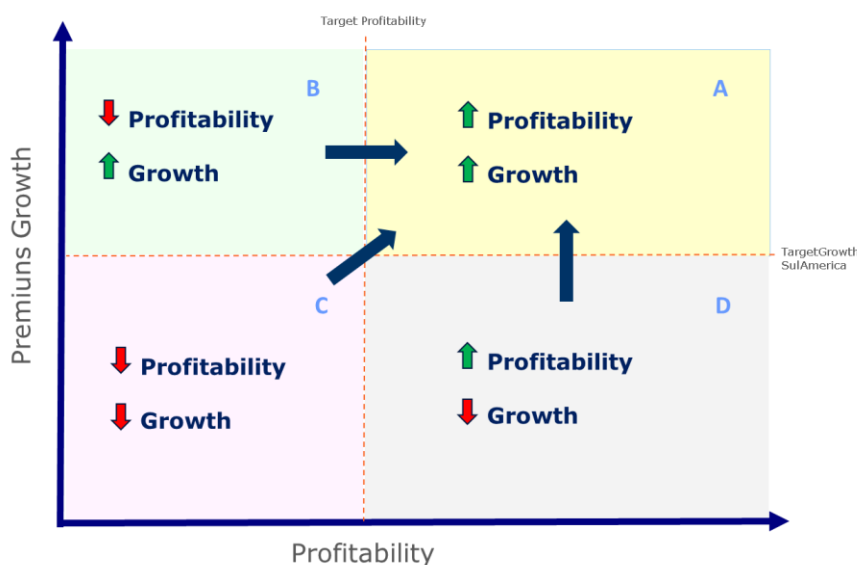 Target Profitability
B
Profitability
Growth
A
Profitability
Growth
Premiuns Growth
TargetGrowth
SulAmerica
C
Profitability
Growth
D
Profitability
Growth
Profitability